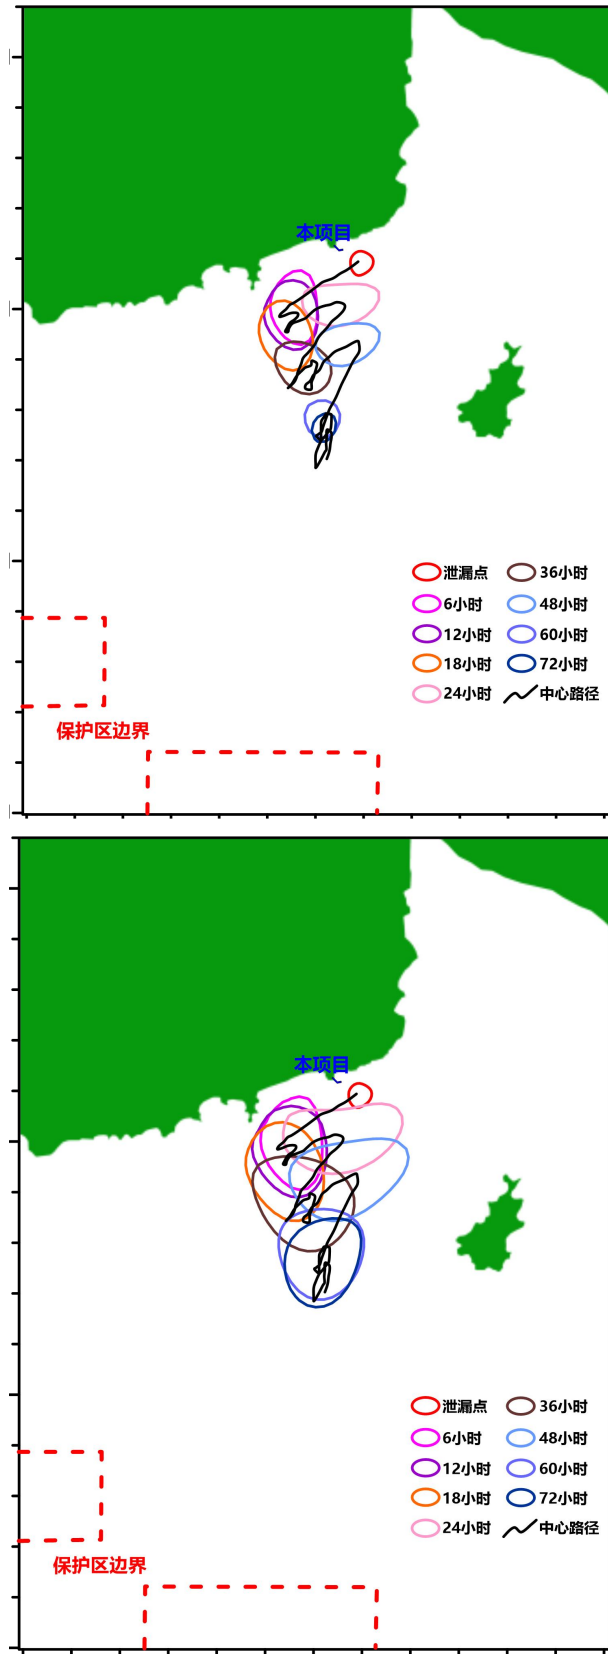 本项目
泄漏点
36小时
6小时
48小时
12小时
60小时
18小时
72小时
24小时
中心路径
保护区边界
本项目
泄漏点
36小时
6小时
48小时
12小时
60小时
18小时
72小时
24小时
中心路径
保护区边界